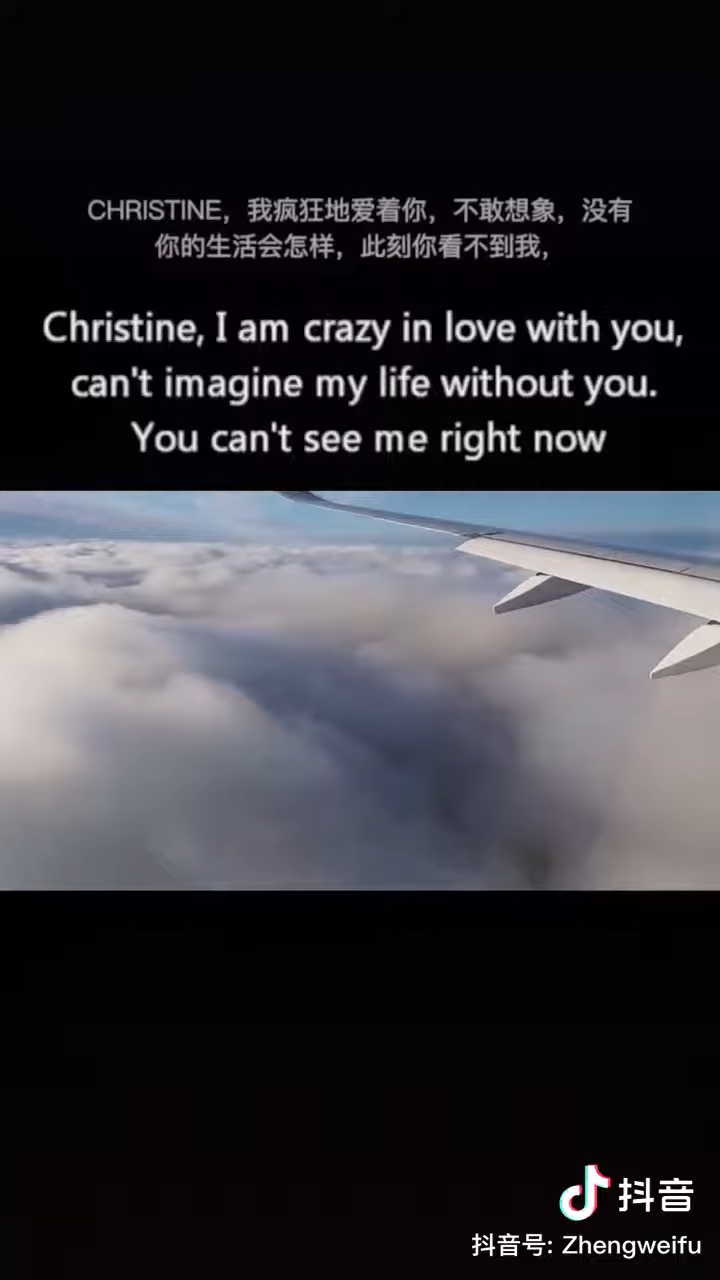 CHRISTINE，我疯狂地爱着你，不敢想象，没有
你的生活会怎样，此刻你看不到我，
Christine, I am crazy in love with you,
can't imagine my life without you.
You can't see me right now
抖音
抖音号: Zhengweifu